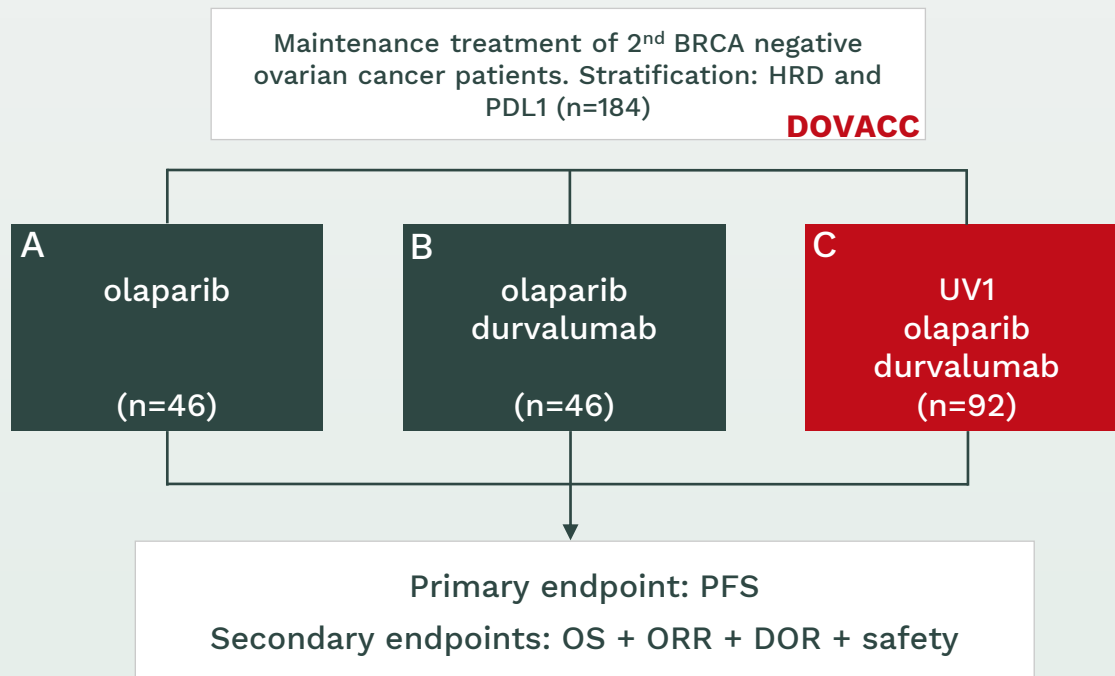 Maintenance treatment of 2nd BRCA negative
ovarian cancer patients. Stratification: HRD and
PDL1 (n=184)
DOVACC
A
olaparib
(n=46)
B
olaparib
durvalumab
(n=46)
C
UV1
olaparib
durvalumab
(n=92)
Primary endpoint: PFS
Secondary endpoints: OS + ORR + DOR + safety